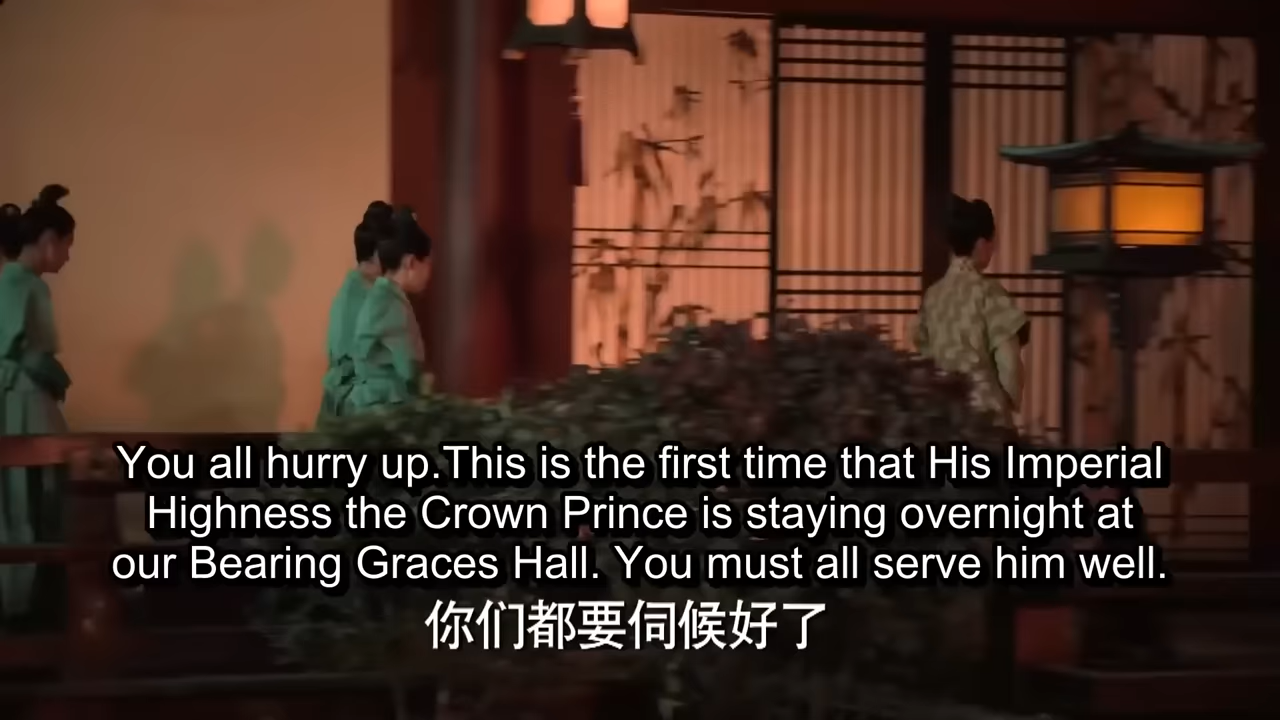 You all hurry up.This is the first time that His Imperial
Highness the Crown Prince is staying overnight at
our Bearing Graces Hall. You must all serve him well.
你们都要伺候好了